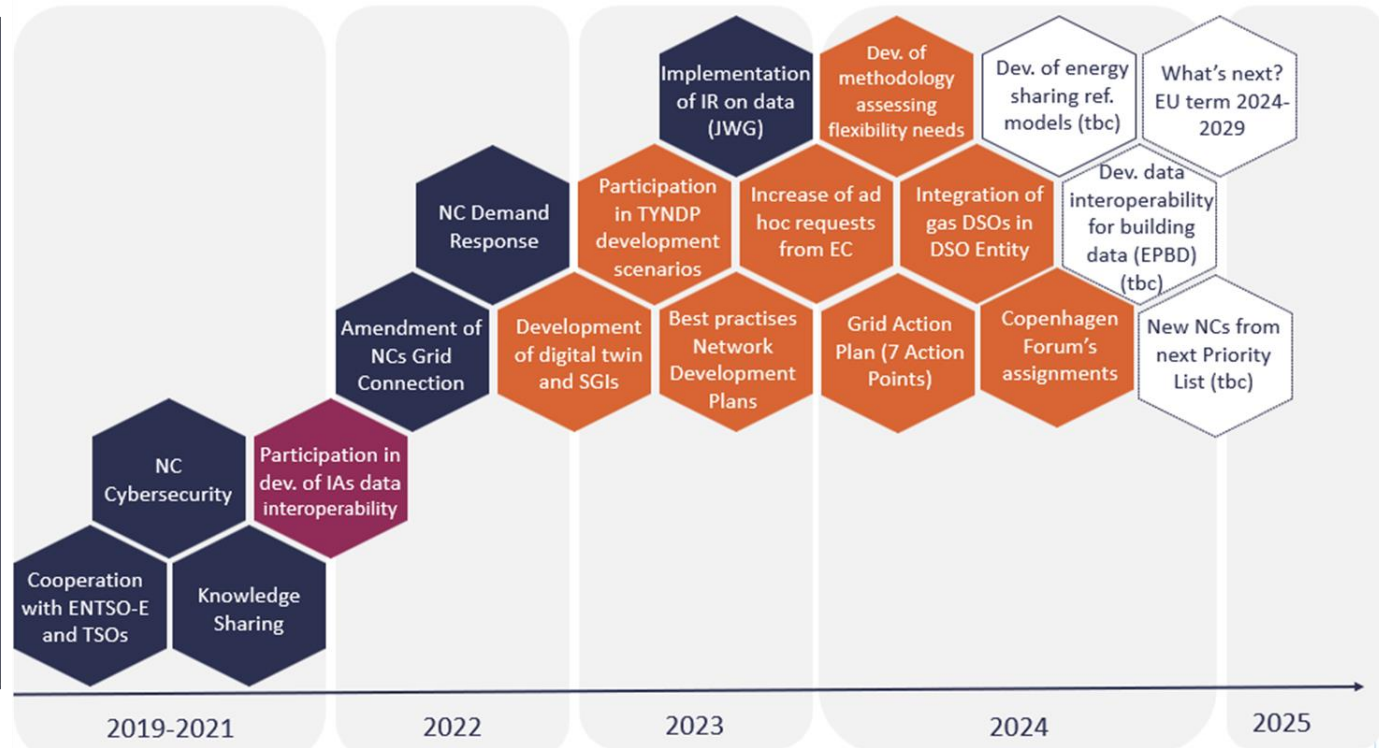 Implementation
of IR on data
(JWG)
Dev. of
methodology
assessing
flexibility needs
Dev. of energy
sharing ref.
models (tbc)
What's next?
EU term 2024-
2029
NC Demand
Response
Participation
in TYNDP
development
scenarios
Increase of ad
hoc requests
from EC
Integration of
gas DSOs in
DSO Entity
Dev. data
interoperability
for building
data (EPBD)
(tbc)
Amendment of
NCs Grid
Connection
Development
of digital twin
and SGIs
Best practises
Network
Development
Plans
Grid Action
Plan (7 Action
Points)
Copenhagen
Forum's
assignments
New NCs from
next Priority
List (tbc)
NC
Cybersecurity
Participation in
dev. of IAs data
interoperability
Cooperation
with ENTSO-E
and TSOs
Knowledge
Sharing
2019-2021
2022
2023
2024
2025